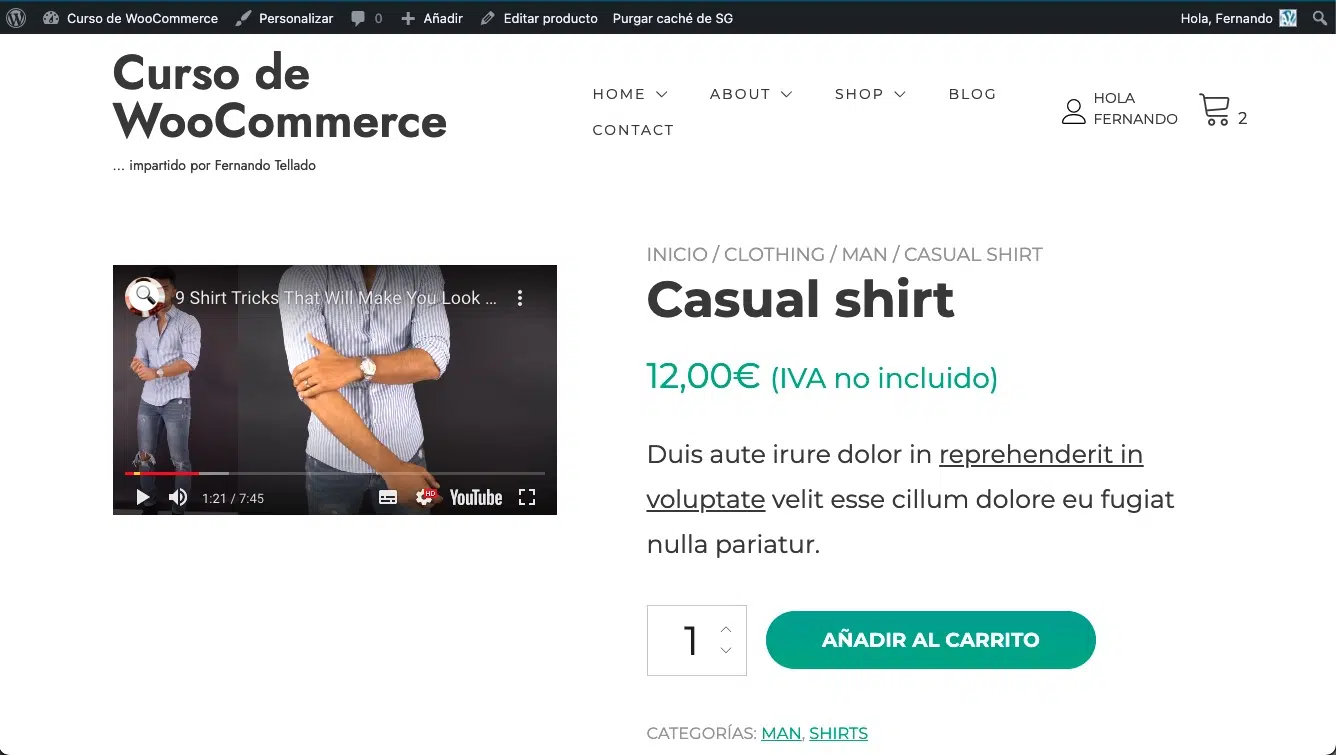 Curso de WooCommerce Personalizar 0 Añadir Editar producto Purgar caché de SG Hola, Fernando
Curso de
WooCommerce
... impartido por Fernando Tellado
HOME ABOUT SHOP BLOG
CONTACT
HOLA
FERNANDO
2
9 Shirt Tricks That Will Make You Look ...
1:21 / 7:45 HD YouTube
INICIO / CLOTHING / MAN / CASUAL SHIRT
Casual shirt
12,00€ (IVA no incluido)
Duis aute irure dolor in reprehenderit in
voluptate velit esse cillum dolore eu fugiat
nulla pariatur.
1 AÑADIR AL CARRITO
CATEGORÍAS: MAN, SHIRTS